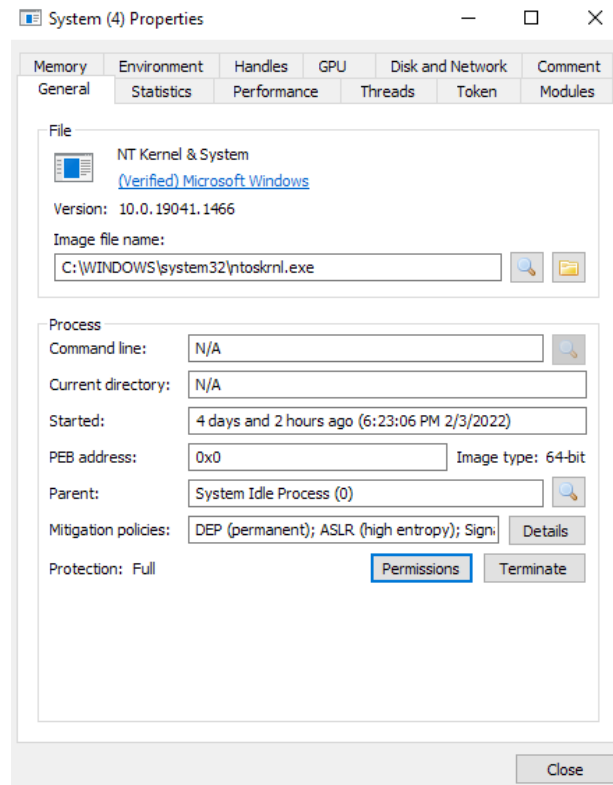 System (4) Properties
Memory Environment Handles GPU Disk and Network Comment
General Statistics Performance Threads Token Modules
File
NT Kernel & System
(Verified) Microsoft Windows
Version: 10.0.19041.1466
Image file name:
C:\WINDOWS\system32\ntoskrnl.exe
Process
Command line: N/A
Current directory: N/A
Started: 4 days and 2 hours ago (6:23:06 PM 2/3/2022)
PEB address: 0x0 Image type: 64-bit
Parent: System Idle Process (0)
Mitigation policies: DEP (permanent); ASLR (high entropy); Sign Details
Protection: Full Permissions Terminate
Close